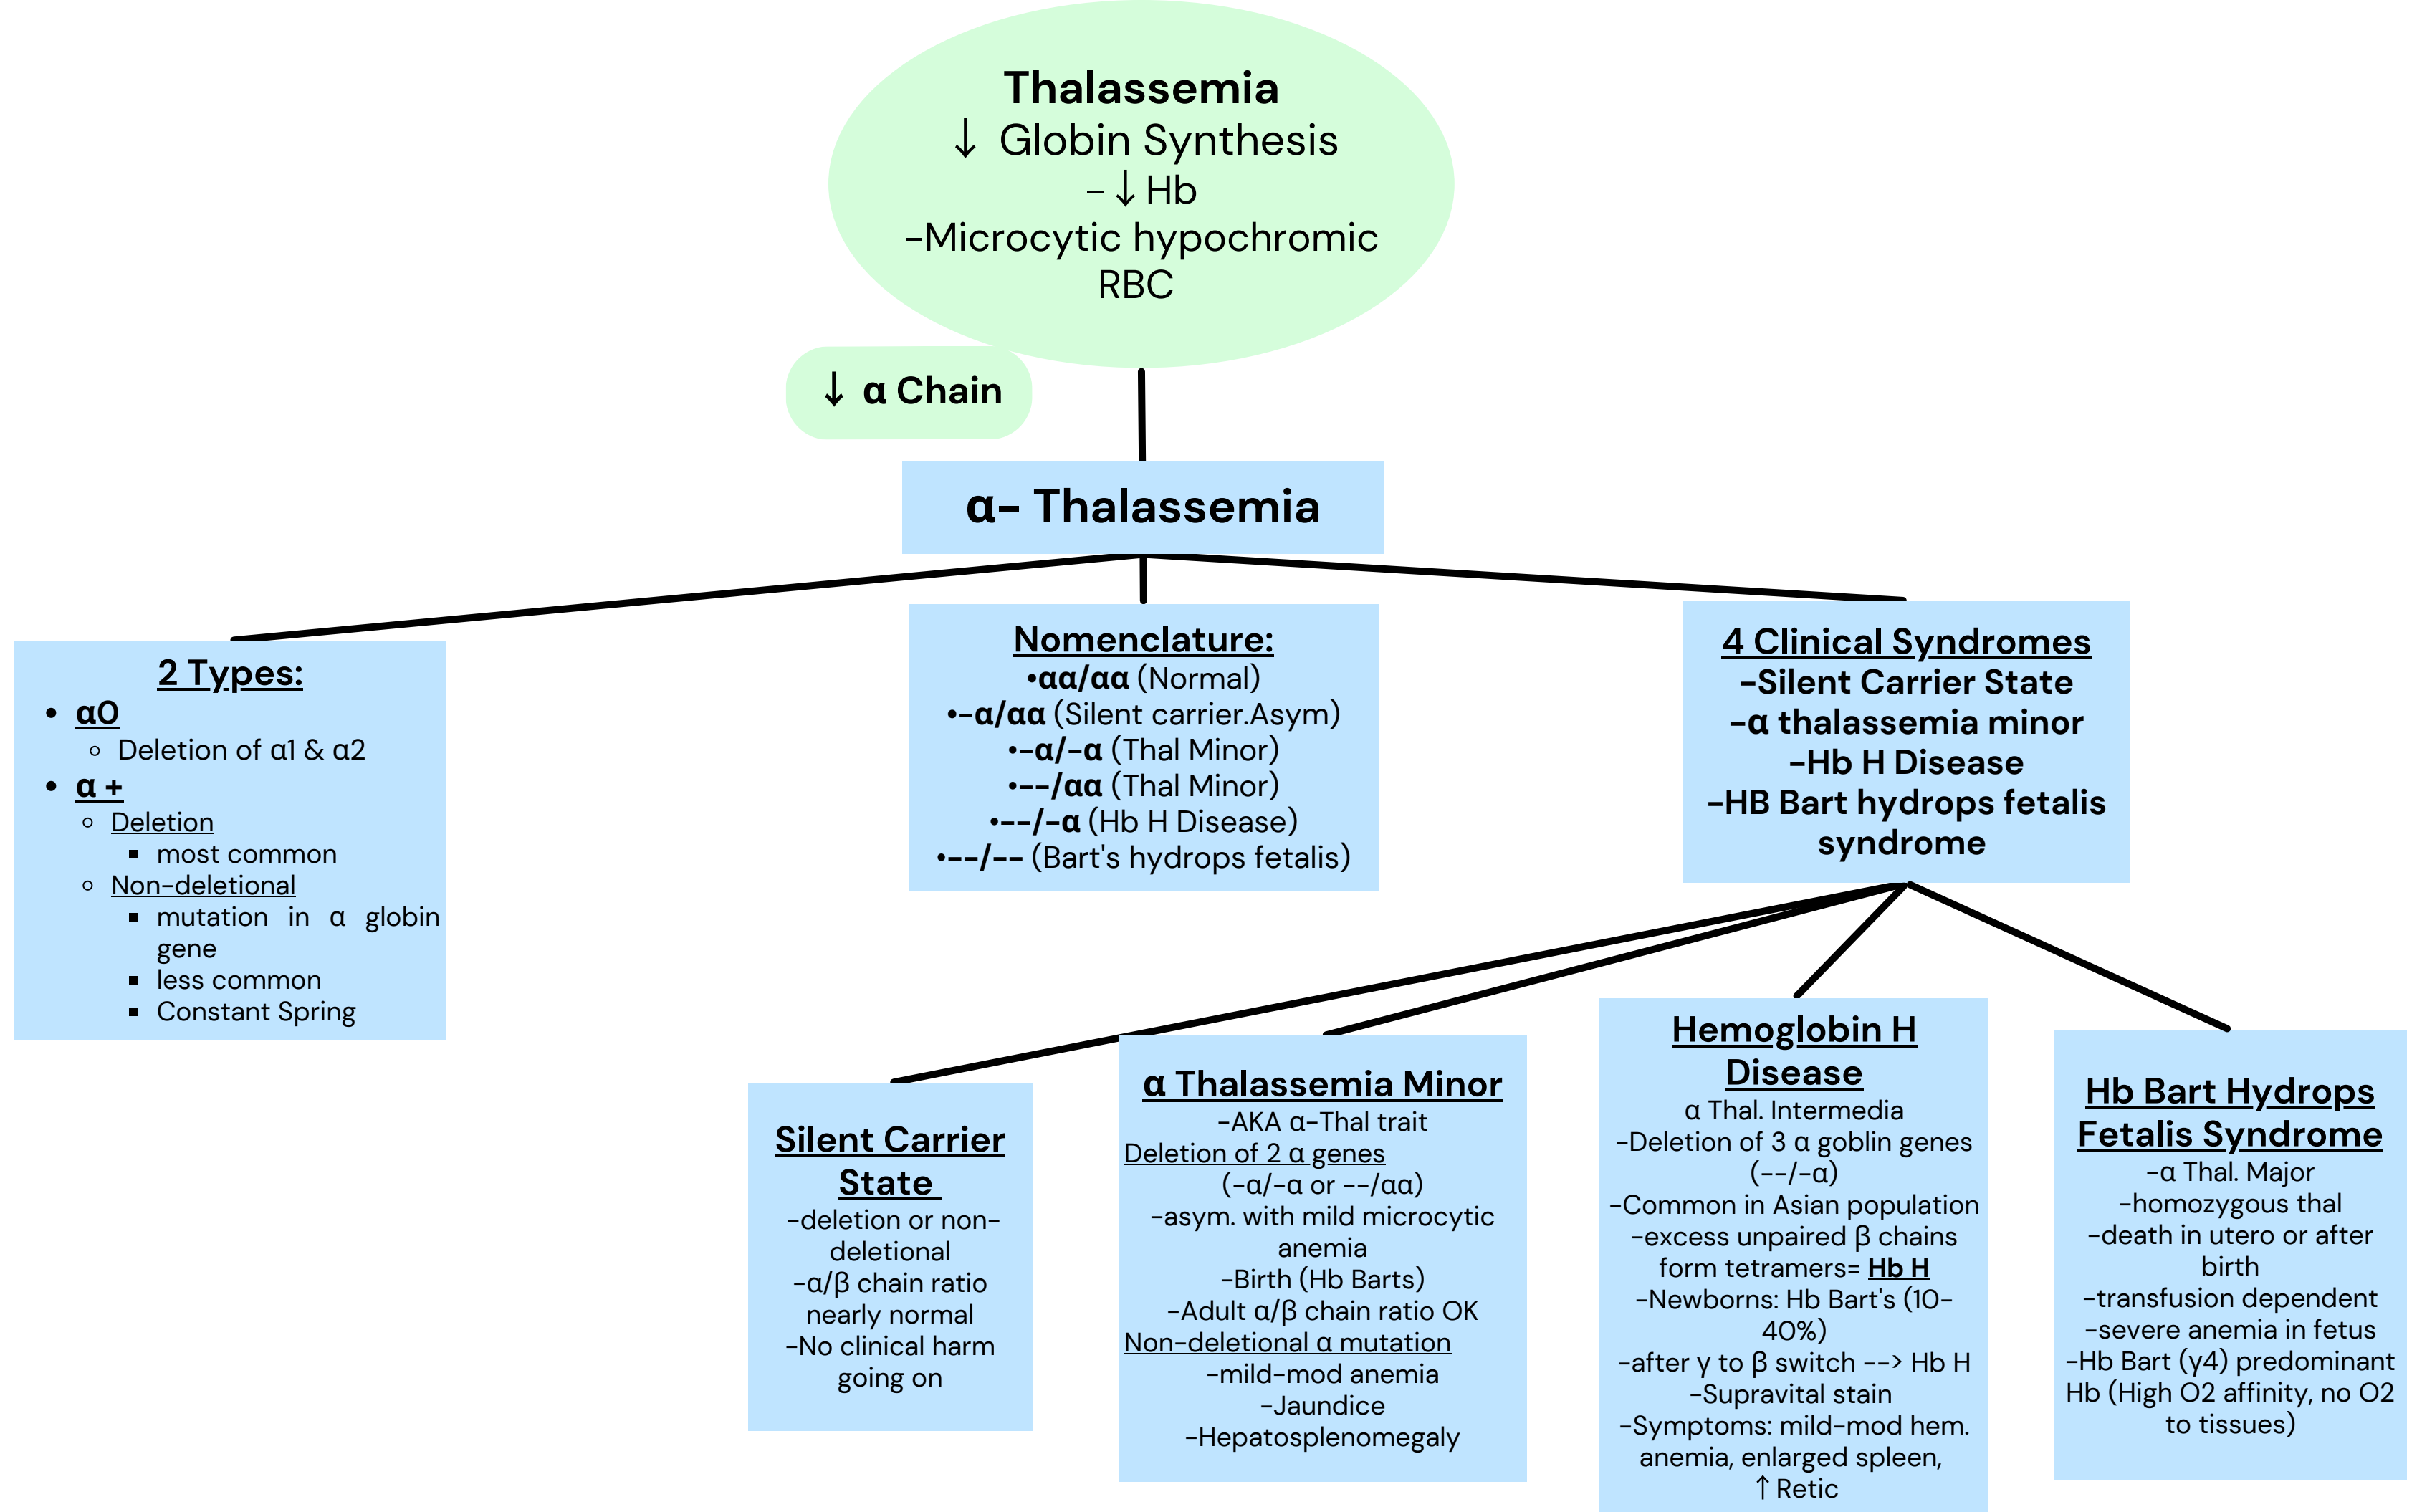 Thalassemia
↓ Globin Synthesis
-↓Hb
-Microcytic hypochromic
RBC
↓ α Chain
α- Thalassemia
2 Types:
• α0
◦ Deletion of α1 & α2
• α +
◦ Deletion
▪ most common
◦ Non-deletional
▪ mutation in α globin
gene
▪ less common
▪ Constant Spring
Nomenclature:
•αα/αα (Normal)
•-α/αα (Silent carrier.Asym)
•-α/-α (Thal Minor)
•--/αα (Thal Minor)
•--/-α (Hb H Disease)
•--/-- (Bart's hydrops fetalis)
4 Clinical Syndromes
-Silent Carrier State
-α thalassemia minor
-Hb H Disease
-HB Bart hydrops fetalis
syndrome
Silent Carrier
State
-deletion or non-
deletional
-α/β chain ratio
nearly normal
-No clinical harm
going on
α Thalassemia Minor
-AKA α-Thal trait
Deletion of 2 α genes
(-α/-α or --/αα)
-asym. with mild microcytic
anemia
-Birth (Hb Barts)
-Adult α/β chain ratio OK
Non-deletional α mutation
-mild-mod anemia
-Jaundice
-Hepatosplenomegaly
Hemoglobin H
Disease
α Thal. Intermedia
-Deletion of 3 α goblin genes
(--/-α)
-Common in Asian population
-excess unpaired β chains
form tetramers= Hb H
-Newborns: Hb Bart's (10-
40%)
-after γ to β switch --> Hb H
-Supravital stain
-Symptoms: mild-mod hem.
anemia, enlarged spleen,
↑ Retic
Hb Bart Hydrops
Fetalis Syndrome
-α Thal. Major
-homozygous thal
-death in utero or after
birth
-transfusion dependent
-severe anemia in fetus
-Hb Bart (γ4) predominant
Hb (High O2 affinity, no O2
to tissues)